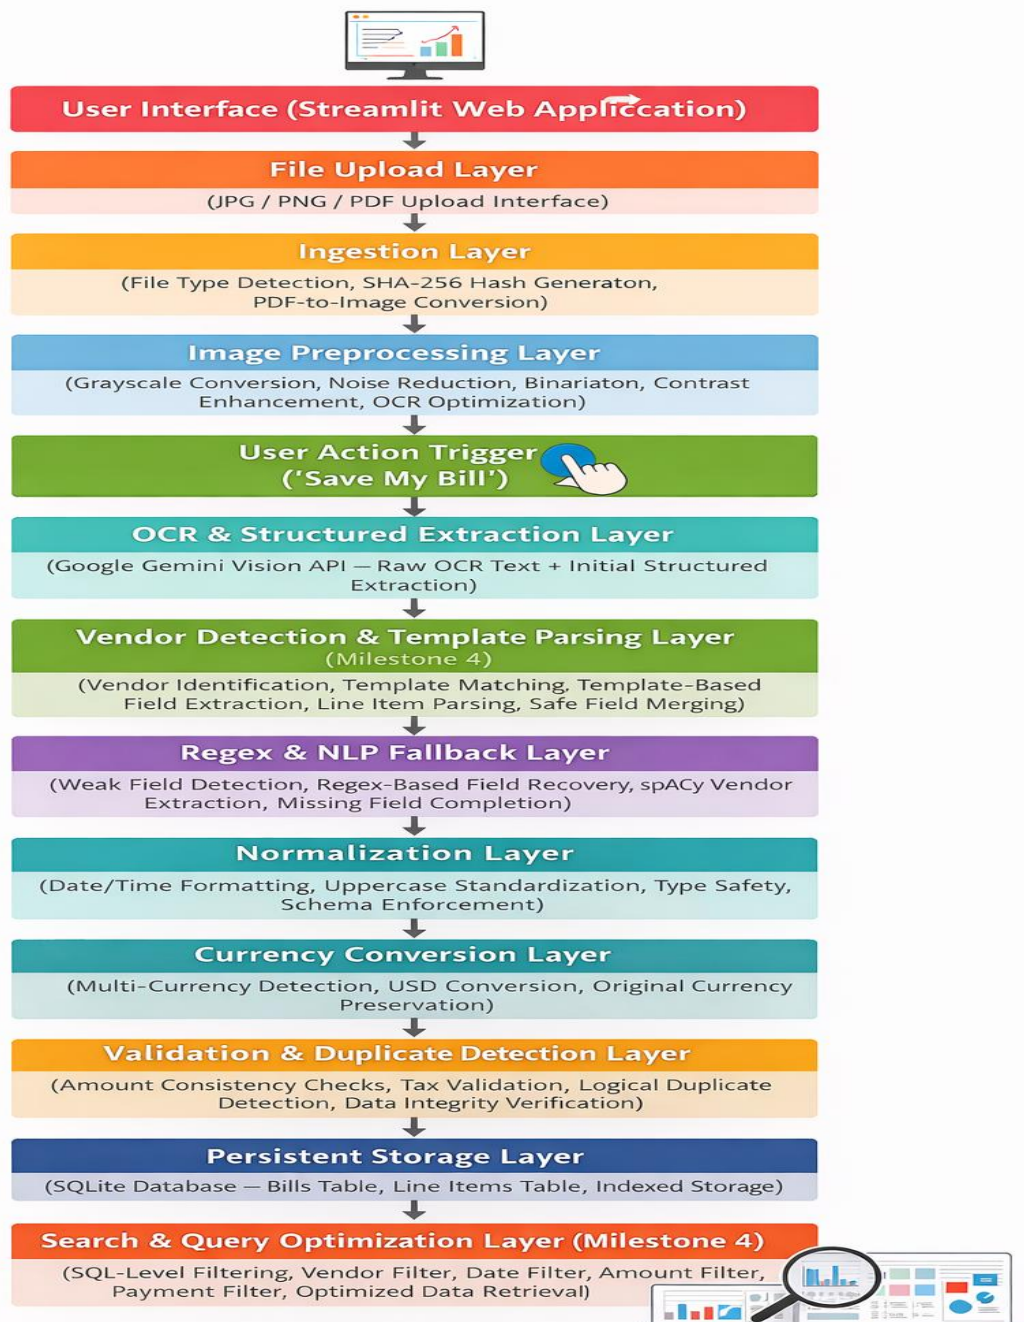 User Interface (Streamlit Web Appliccation)
File Upload Layer
(JPG / PNG / PDF Upload Interface)
Ingestion Layer
(File Type Detection, SHA-256 Hash Generaton,
PDF-to-Image Conversion)
Image Preprocessing Layer
(Grayscale Conversion, Noise Reduction, Binariaton, Contrast
Enhancement, OCR Optimization)
User Action Trigger
('Save My Bill')
OCR & Structured Extraction Layer
(Google Gemini Vision API — Raw OCR Text + Initial Structured
Extraction)
Vendor Detection & Template Parsing Layer
(Milestone 4)
(Vendor Identification, Template Matching, Template-Based
Field Extraction, Line Item Parsing, Safe Field Merging)
Regex & NLP Fallback Layer
(Weak Field Detection, Regex-Based Field Recovery, spACy Vendor
Extraction, Missing Field Completion)
Normalization Layer
(Date/Time Formatting, Uppercase Standardization, Type Safety,
Schema Enforcement)
Currency Conversion Layer
(Multi-Currency Detection, USD Conversion, Original Currency
Preservation)
Validation & Duplicate Detection Layer
(Amount Consistency Checks, Tax Validation, Logical Duplicate
Detection, Data Integrity Verification)
Persistent Storage Layer
(SQLite Database — Bills Table, Line Items Table, Indexed Storage)
Search & Query Optimization Layer (Milestone 4)
(SQL-Level Filtering, Vendor Filter, Date Filter, Amount Filter,
Payment Filter, Optimized Data Retrieval)